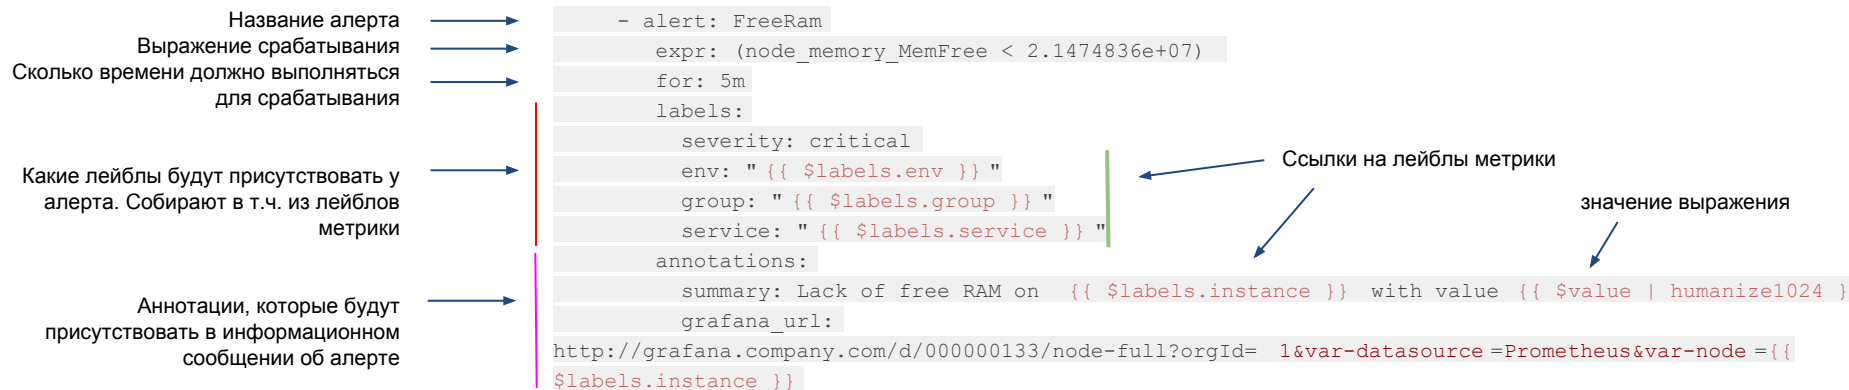 Название алерта
Выражение срабатывания
Сколько времени должно выполняться
для срабатывания
Какие лейблы будут присутствовать у
алерта. Собирают в т.ч. из лейблов
метрики
Аннотации, которые будут
присутствовать в информационном
сообщении об алерте
- alert: FreeRam
expr: (node_memory_MemFree < 2.1474836e+07)
for: 5m
labels:
severity: critical
env: "{{ $labels.env }}"
group: "{{ $labels.group }}"
service: "{{ $labels.service }}"
annotations:
summary: Lack of free RAM on {{ $labels.instance }} with value {{ $value | humanize1024 }
grafana_url:
http://grafana.company.com/d/000000133/node-full?orgId= 1&var-datasource=Prometheus&var-node={{
$labels.instance }}
Ссылки на лейблы метрики
значение выражения